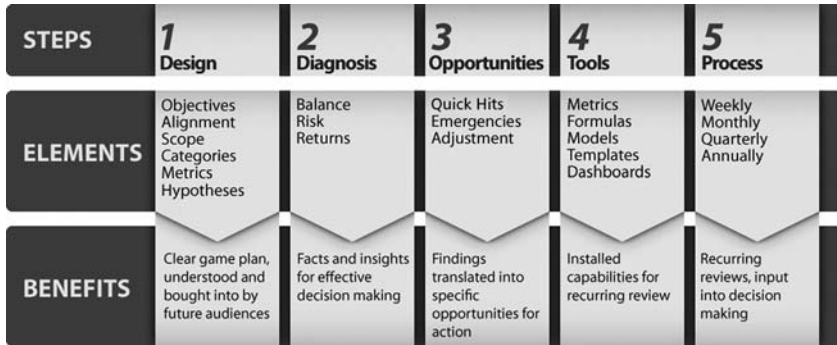 STEPS
1
Design
2
Diagnosis
3
Opportunities
4
Tools
5
Process
ELEMENTS
Objectives
Alignment
Scope
Categories
Metrics
Hypotheses
Balance
Risk
Returns
Quick Hits
Emergencies
Adjustment
Metrics
Formulas
Models
Templates
Dashboards
Weekly
Monthly
Quarterly
Annually
BENEFITS
Clear game plan,
understood and
bought into by
future audiences
Facts and insights
for effective
decision making
Findings
translated into
specific
opportunities for
action
Installed
capabilities for
recurring review
Recurring
reviews, input
into decision
making